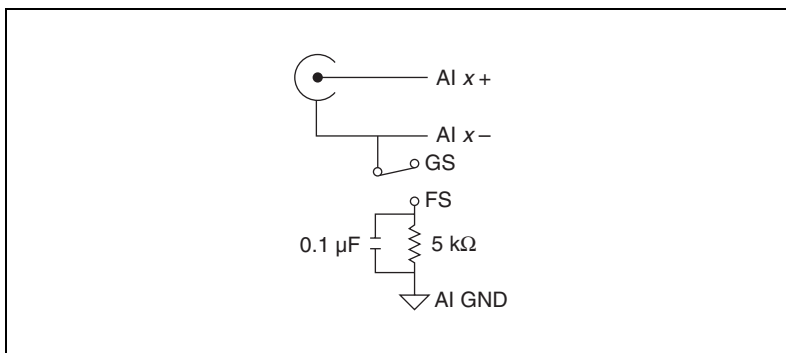 AI x+
AI x–
GS
FS
0.1 µF
5 kΩ
AI GND